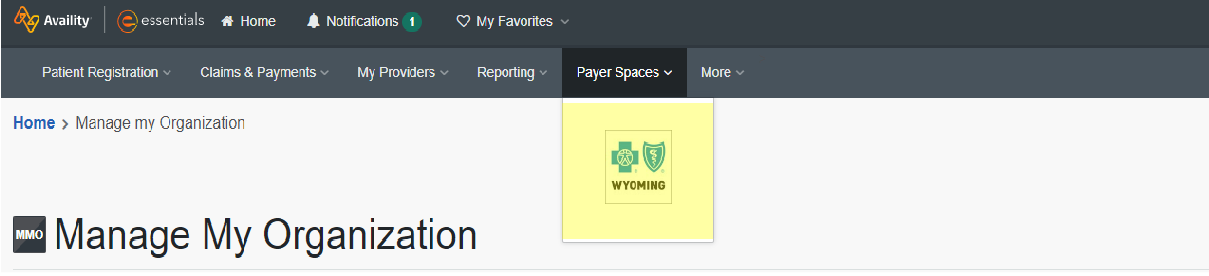 Availity essentials Home Notifications 1 My Favorites
Patient Registration Claims & Payments My Providers Reporting Payer Spaces More
Home > Manage my Organization
WYOMING
MMO Manage My Organization